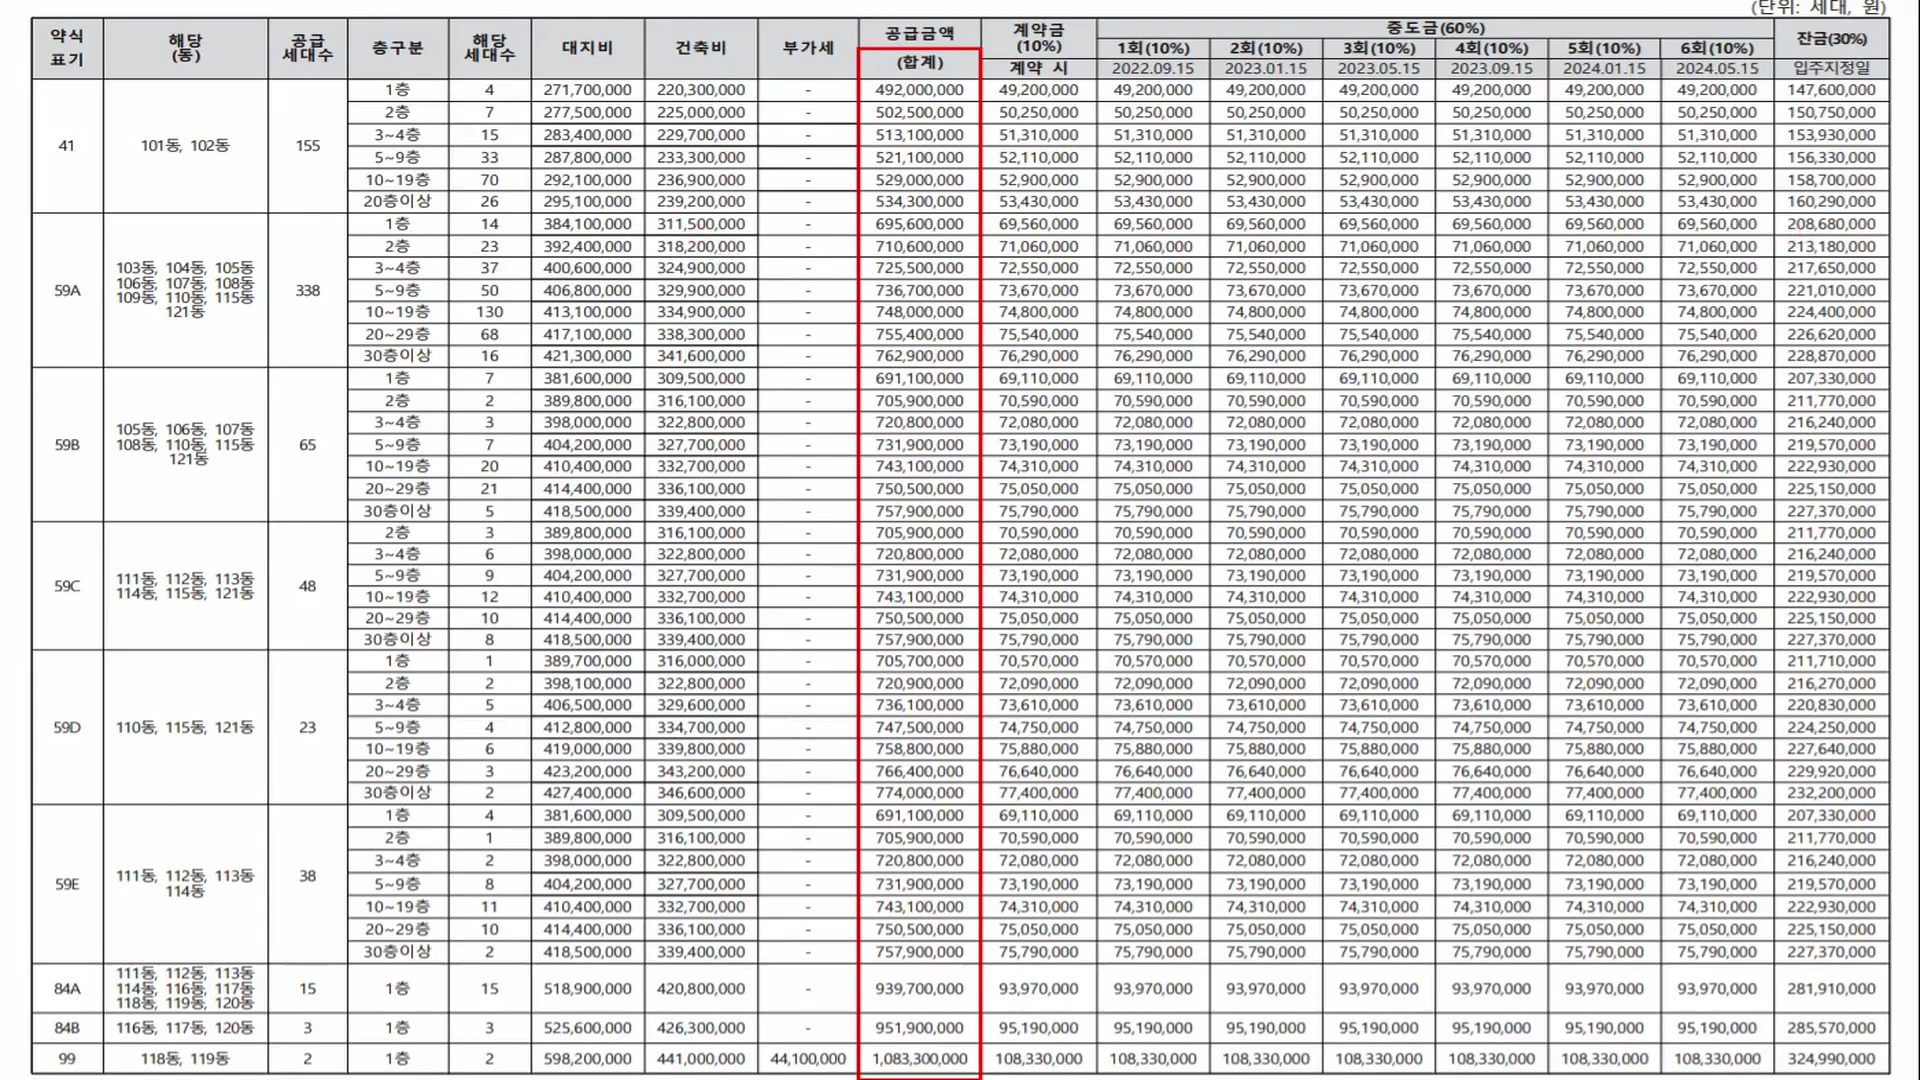 (단위: 세대, 원)
약식 표기 해당 (동) 공급 세대수 층구분 해당 세대수 대지비 건축비 부가세 공급금액 (합계) 계약금 (10%) 중도금(60%) 잔금(30%)
1회(10%) 2회(10%) 3회(10%) 4회(10%) 5회(10%) 6회(10%)
계약 시 2022.09.15 2023.01.15 2023.05.15 2023.09.15 2024.01.15 2024.05.15 입주지정일
41 101동, 102동 155
1층 4 271,700,000 220,300,000 - 492,000,000 49,200,000 49,200,000 49,200,000 49,200,000 49,200,000 49,200,000 49,200,000 147,600,000
2층 7 277,500,000 225,000,000 - 502,500,000 50,250,000 50,250,000 50,250,000 50,250,000 50,250,000 50,250,000 50,250,000 150,750,000
3~4층 15 283,400,000 229,700,000 - 513,100,000 51,310,000 51,310,000 51,310,000 51,310,000 51,310,000 51,310,000 51,310,000 153,930,000
5~9층 33 287,800,000 233,300,000 - 521,100,000 52,110,000 52,110,000 52,110,000 52,110,000 52,110,000 52,110,000 52,110,000 156,330,000
10~19층 70 292,100,000 236,900,000 - 529,000,000 52,900,000 52,900,000 52,900,000 52,900,000 52,900,000 52,900,000 52,900,000 158,700,000
20층이상 26 295,100,000 239,200,000 - 534,300,000 53,430,000 53,430,000 53,430,000 53,430,000 53,430,000 53,430,000 53,430,000 160,290,000
59A 103동, 104동, 105동 106동, 107동, 108동 109동, 110동, 115동 121동 338
1층 14 384,100,000 311,500,000 - 695,600,000 69,560,000 69,560,000 69,560,000 69,560,000 69,560,000 69,560,000 69,560,000 208,680,000
2층 23 392,400,000 318,200,000 - 710,600,000 71,060,000 71,060,000 71,060,000 71,060,000 71,060,000 71,060,000 71,060,000 213,180,000
3~4층 37 400,600,000 324,900,000 - 725,500,000 72,550,000 72,550,000 72,550,000 72,550,000 72,550,000 72,550,000 72,550,000 217,650,000
5~9층 50 406,800,000 329,900,000 - 736,700,000 73,670,000 73,670,000 73,670,000 73,670,000 73,670,000 73,670,000 73,670,000 221,010,000
10~19층 130 413,100,000 334,900,000 - 748,000,000 74,800,000 74,800,000 74,800,000 74,800,000 74,800,000 74,800,000 74,800,000 224,400,000
20~29층 68 417,100,000 338,300,000 - 755,400,000 75,540,000 75,540,000 75,540,000 75,540,000 75,540,000 75,540,000 75,540,000 226,620,000
30층이상 16 421,300,000 341,600,000 - 762,900,000 76,290,000 76,290,000 76,290,000 76,290,000 76,290,000 76,290,000 76,290,000 228,870,000
59B 105동, 106동, 107동 108동, 110동, 115동 121동 65
1층 7 381,600,000 309,500,000 - 691,100,000 69,110,000 69,110,000 69,110,000 69,110,000 69,110,000 69,110,000 69,110,000 207,330,000
2층 2 389,800,000 316,100,000 - 705,900,000 70,590,000 70,590,000 70,590,000 70,590,000 70,590,000 70,590,000 70,590,000 211,770,000
3~4층 3 398,000,000 322,800,000 - 720,800,000 72,080,000 72,080,000 72,080,000 72,080,000 72,080,000 72,080,000 72,080,000 216,240,000
5~9층 7 404,200,000 327,700,000 - 731,900,000 73,190,000 73,190,000 73,190,000 73,190,000 73,190,000 73,190,000 73,190,000 219,570,000
10~19층 20 410,400,000 332,700,000 - 743,100,000 74,310,000 74,310,000 74,310,000 74,310,000 74,310,000 74,310,000 74,310,000 222,930,000
20~29층 21 414,400,000 336,100,000 - 750,500,000 75,050,000 75,050,000 75,050,000 75,050,000 75,050,000 75,050,000 75,050,000 225,150,000
30층이상 5 418,500,000 339,400,000 - 757,900,000 75,790,000 75,790,000 75,790,000 75,790,000 75,790,000 75,790,000 75,790,000 227,370,000
59C 111동, 112동, 113동 114동, 115동, 121동 48
2층 3 389,800,000 316,100,000 - 705,900,000 70,590,000 70,590,000 70,590,000 70,590,000 70,590,000 70,590,000 70,590,000 211,770,000
3~4층 6 398,000,000 322,800,000 - 720,800,000 72,080,000 72,080,000 72,080,000 72,080,000 72,080,000 72,080,000 72,080,000 216,240,000
5~9층 9 404,200,000 327,700,000 - 731,900,000 73,190,000 73,190,000 73,190,000 73,190,000 73,190,000 73,190,000 73,190,000 219,570,000
10~19층 12 410,400,000 332,700,000 - 743,100,000 74,310,000 74,310,000 74,310,000 74,310,000 74,310,000 74,310,000 74,310,000 222,930,000
20~29층 10 414,400,000 336,100,000 - 750,500,000 75,050,000 75,050,000 75,050,000 75,050,000 75,050,000 75,050,000 75,050,000 225,150,000
30층이상 8 418,500,000 339,400,000 - 757,900,000 75,790,000 75,790,000 75,790,000 75,790,000 75,790,000 75,790,000 75,790,000 227,370,000
59D 110동, 115동, 121동 23
1층 1 389,700,000 316,000,000 - 705,700,000 70,570,000 70,570,000 70,570,000 70,570,000 70,570,000 70,570,000 70,570,000 211,710,000
2층 2 398,100,000 322,800,000 - 720,900,000 72,090,000 72,090,000 72,090,000 72,090,000 72,090,000 72,090,000 72,090,000 216,270,000
3~4층 5 406,500,000 329,600,000 - 736,100,000 73,610,000 73,610,000 73,610,000 73,610,000 73,610,000 73,610,000 73,610,000 220,830,000
5~9층 4 412,800,000 334,700,000 - 747,500,000 74,750,000 74,750,000 74,750,000 74,750,000 74,750,000 74,750,000 74,750,000 224,250,000
10~19층 6 419,000,000 339,800,000 - 758,800,000 75,880,000 75,880,000 75,880,000 75,880,000 75,880,000 75,880,000 75,880,000 227,640,000
20~29층 3 423,200,000 343,200,000 - 766,400,000 76,640,000 76,640,000 76,640,000 76,640,000 76,640,000 76,640,000 76,640,000 229,920,000
30층이상 2 427,400,000 346,600,000 - 774,000,000 77,400,000 77,400,000 77,400,000 77,400,000 77,400,000 77,400,000 77,400,000 232,200,000
59E 111동, 112동, 113동 114동 38
1층 4 381,600,000 309,500,000 - 691,100,000 69,110,000 69,110,000 69,110,000 69,110,000 69,110,000 69,110,000 69,110,000 207,330,000
2층 1 389,800,000 316,100,000 - 705,900,000 70,590,000 70,590,000 70,590,000 70,590,000 70,590,000 70,590,000 70,590,000 211,770,000
3~4층 2 398,000,000 322,800,000 - 720,800,000 72,080,000 72,080,000 72,080,000 72,080,000 72,080,000 72,080,000 72,080,000 216,240,000
5~9층 8 404,200,000 327,700,000 - 731,900,000 73,190,000 73,190,000 73,190,000 73,190,000 73,190,000 73,190,000 73,190,000 219,570,000
10~19층 11 410,400,000 332,700,000 - 743,100,000 74,310,000 74,310,000 74,310,000 74,310,000 74,310,000 74,310,000 74,310,000 222,930,000
20~29층 10 414,400,000 336,100,000 - 750,500,000 75,050,000 75,050,000 75,050,000 75,050,000 75,050,000 75,050,000 75,050,000 225,150,000
30층이상 2 418,500,000 339,400,000 - 757,900,000 75,790,000 75,790,000 75,790,000 75,790,000 75,790,000 75,790,000 75,790,000 227,370,000
84A 111동, 112동, 113동 114동, 116동, 117동 118동, 119동, 120동 15 1층 15 518,900,000 420,800,000 - 939,700,000 93,970,000 93,970,000 93,970,000 93,970,000 93,970,000 93,970,000 93,970,000 281,910,000
84B 116동, 117동, 120동 3 1층 3 525,600,000 426,300,000 - 951,900,000 95,190,000 95,190,000 95,190,000 95,190,000 95,190,000 95,190,000 95,190,000 285,570,000
99 118동, 119동 2 1층 2 598,200,000 441,000,000 44,100,000 1,083,300,000 108,330,000 108,330,000 108,330,000 108,330,000 108,330,000 108,330,000 108,330,000 324,990,000